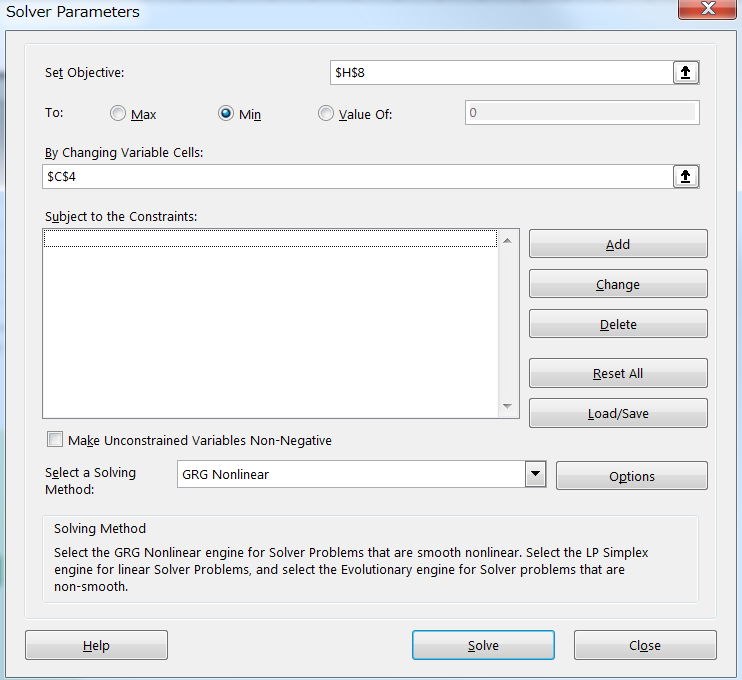 Solver Parameters
Set Objective:
$H$8
To:
Max
Min
Value Of:
0
By Changing Variable Cells:
$C$4
Subject to the Constraints:
Add
Change
Delete
Reset All
Load/Save
Make Unconstrained Variables Non-Negative
Select a Solving
Method:
GRG Nonlinear
Options
Solving Method
Select the GRG Nonlinear engine for Solver Problems that are smooth nonlinear. Select the LP Simplex
engine for linear Solver Problems, and select the Evolutionary engine for Solver problems that are
non-smooth.
Help
Solve
Close